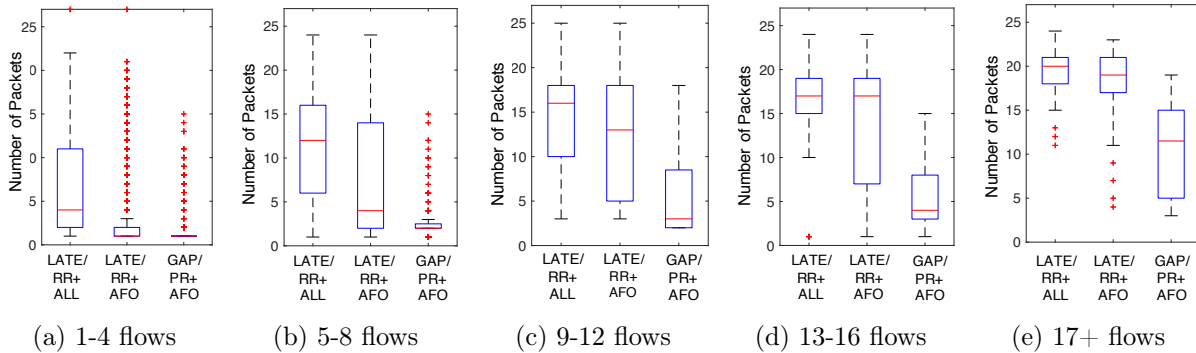 Number of Packets
25
0
5
0
5
0
LATE/ RR+ ALL
LATE/ RR+ AFO
GAP/ PR+ AFO
(a) 1-4 flows
Number of Packets
25
20
15
10
5
0
LATE/ RR+ ALL
LATE/ RR+ AFO
GAP/ PR+ AFO
(b) 5-8 flows
Number of Packets
25
20
15
10
5
0
LATE/ RR+ ALL
LATE/ RR+ AFO
GAP/ PR+ AFO
(c) 9-12 flows
Number of Packets
25
20
15
10
5
0
LATE/ RR+ ALL
LATE/ RR+ AFO
GAP/ PR+ AFO
(d) 13-16 flows
Number of Packets
25
20
15
10
5
0
LATE/ RR+ ALL
LATE/ RR+ AFO
GAP/ PR+ AFO
(e) 17+ flows